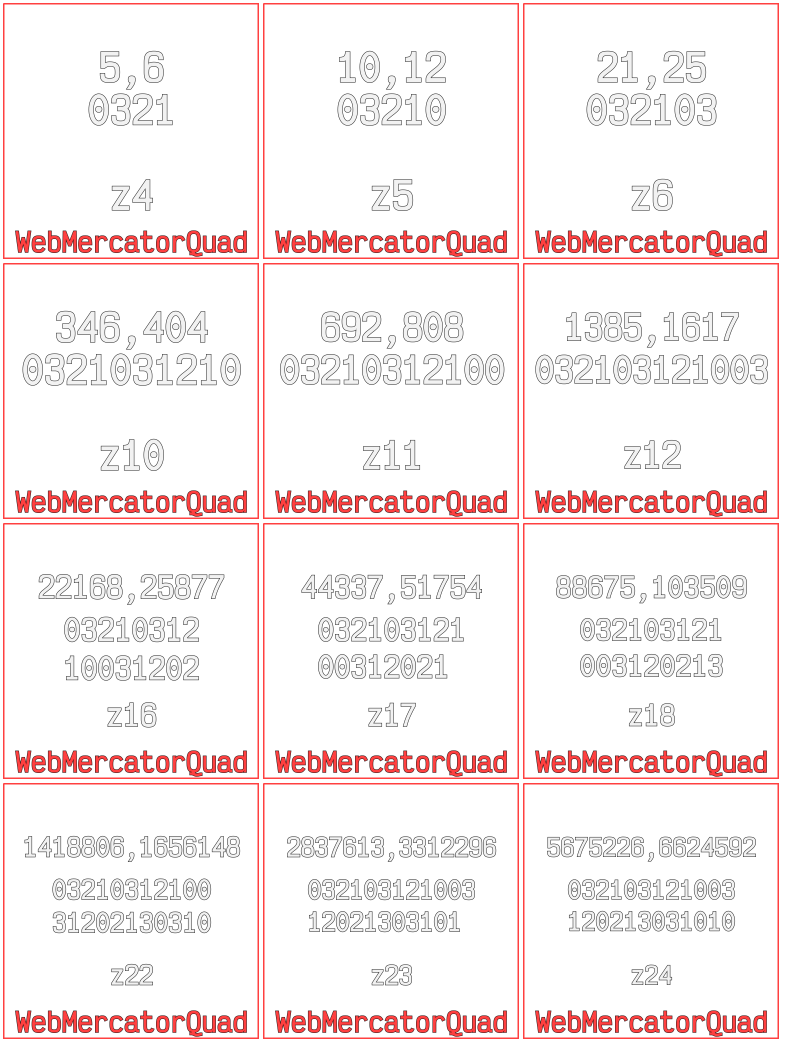 5,6
0321
z4
WebMercatorQuad
10,12
03210
z5
WebMercatorQuad
21,25
032103
z6
WebMercatorQuad
346,404
0321031210
z10
WebMercatorQuad
692,808
03210312100
z11
WebMercatorQuad
1385,1617
032103121003
z12
WebMercatorQuad
22168,25877
03210312
10031202
z16
WebMercatorQuad
44337,51754
032103121
00312021
z17
WebMercatorQuad
88675,103509
032103121
003120213
z18
WebMercatorQuad
1418806,1656148
03210312100
31202130310
z22
WebMercatorQuad
2837613,3312296
032103121003
12021303101
z23
WebMercatorQuad
5675226,6624592
032103121003
120213031010
z24
WebMercatorQuad